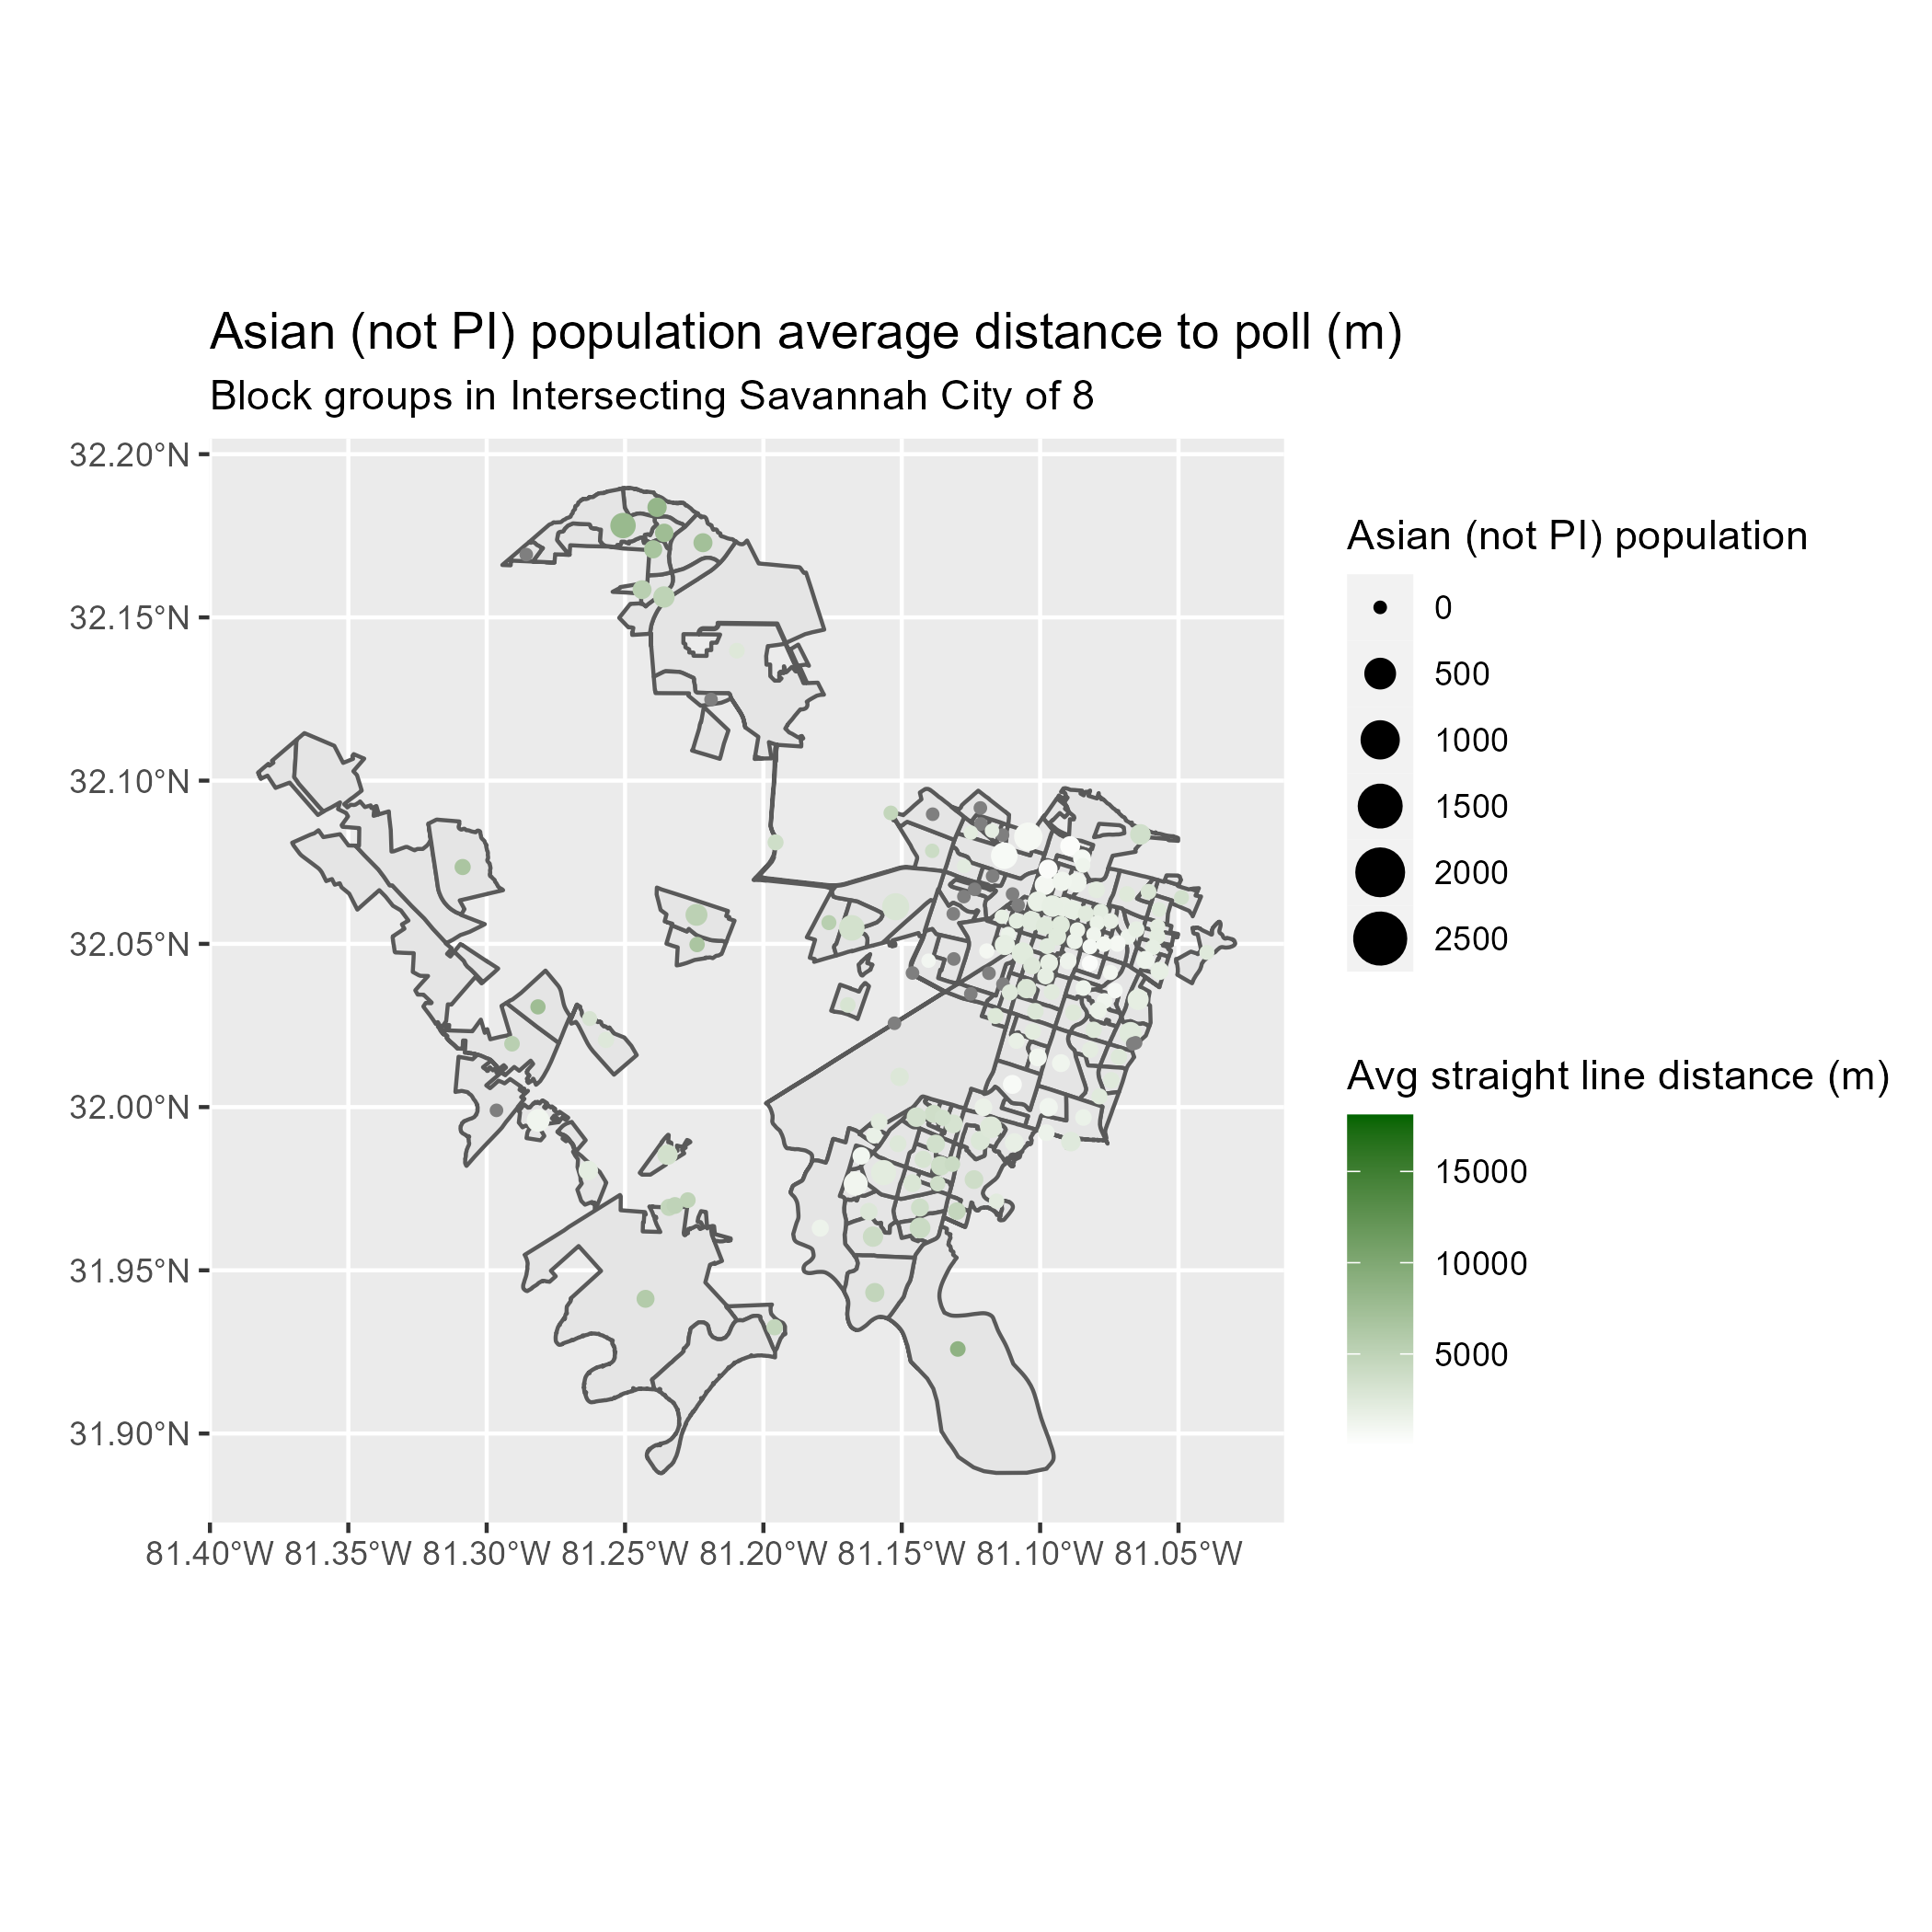 Asian (not PI) population average distance to poll (m)
Block groups in Intersecting Savannah City of 8
32.20°N
32.15°N
32.10°N
32.05°N
32.00°N
31.95°N
31.90°N
81.40°W 81.35°W 81.30°W 81.25°W 81.20°W 81.15°W 81.10°W 81.05°W
Asian (not PI) population
0
500
1000
1500
2000
2500
Avg straight line distance (m)
15000
10000
5000